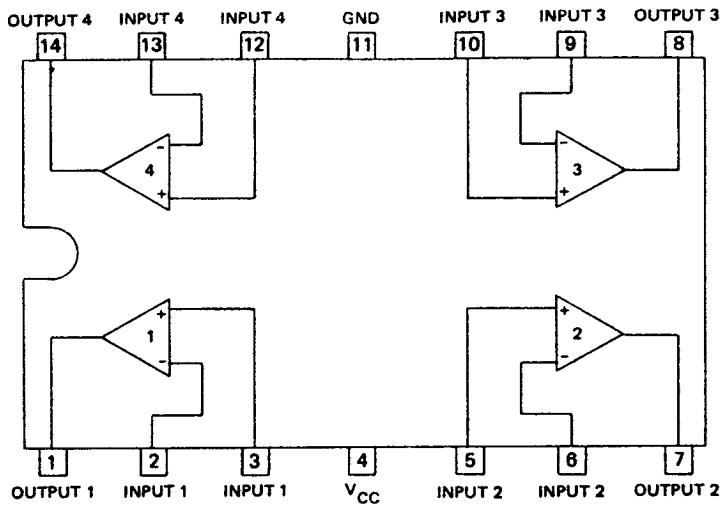 OUTPUT 4 INPUT 4 INPUT 4 GND INPUT 3 INPUT 3 OUTPUT 3
14 13 12 11 10 9 8
- -
4 3
+ +
+ +
1 2
- -
1 2 3 4 5 6 7
OUTPUT 1 INPUT 1 INPUT 1 VCC INPUT 2 INPUT 2 OUTPUT 2